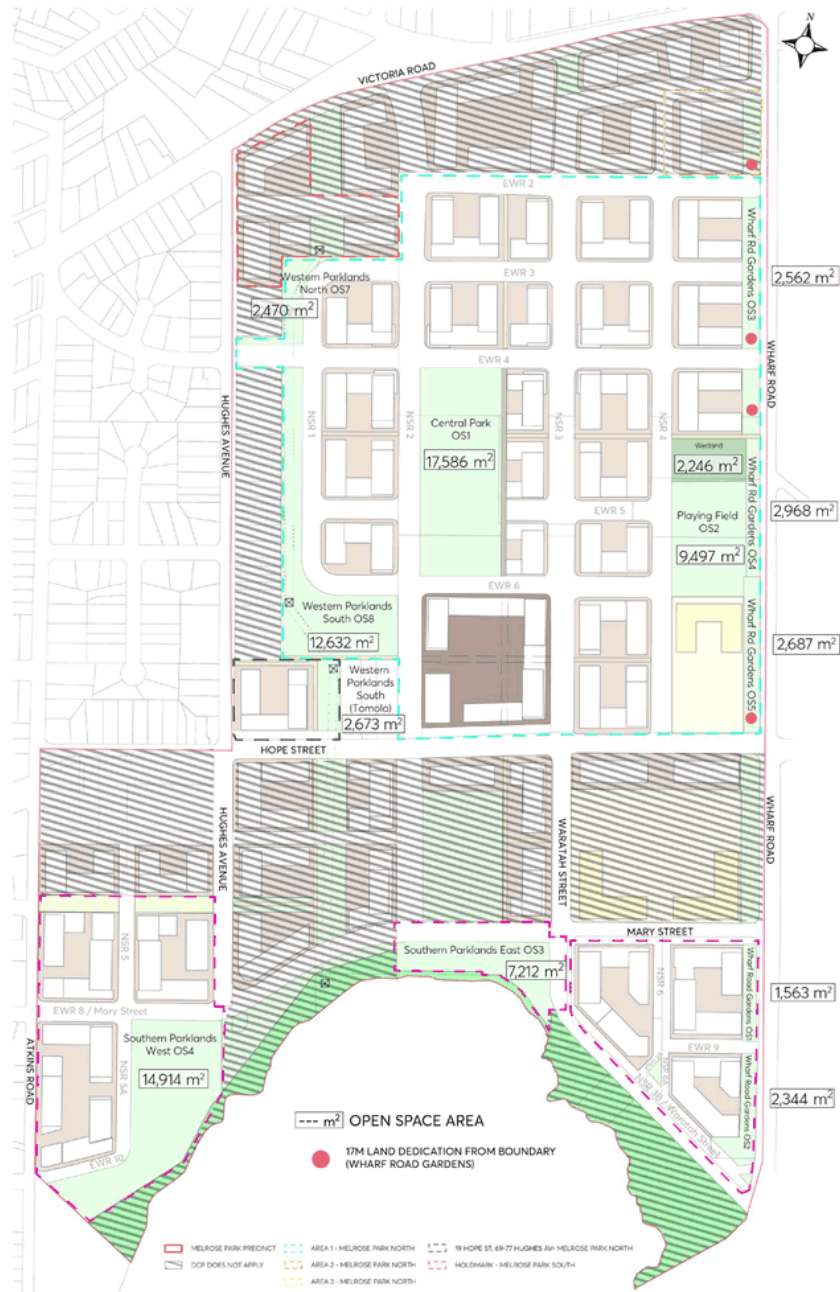 N
VICTORIA ROAD
EWR 2
Wharf Rd Gardens OS3
2,562 m²
EWR 3
Western Parklands
North OS7
2,470 m²
EWR 4
WHARF ROAD
HUGHES AVENUE
NSR 1
NSR 2
Central Park
OS1
17,586 m²
NSR 3
NSR 4
Wetland
2,246 m²
Wharf Rd Gardens OS4
2,968 m²
EWR 5
Playing Field
OS2
9,497 m²
EWR 6
Western Parklands
South OS8
12,632 m²
Wharf Rd Gardens OS5
2,687 m²
Western
Parklands
South
(Tomola)
2,673 m²
HOPE STREET
HUGHES AVENUE
WARATAH STREET
WHARF ROAD
MARY STREET
NSR 5
Southern Parklands East OS3
7,212 m²
NSR 6
Wharf Road Gardens OS1
1,563 m²
EWR 8 / Mary Street
Southern Parklands
West OS4
14,914 m²
ATKINS ROAD
NSR 5A
EWR 9
NSR 3B / Waratah Street
Wharf Road Gardens OS2
2,344 m²
EWR 10
--- m² OPEN SPACE AREA
17M LAND DEDICATION FROM BOUNDARY
(WHARF ROAD GARDENS)
MELROSE PARK PRECINCT
AREA 1 - MELROSE PARK NORTH
19 HOPE ST, 69-77 HUGHES AV- MELROSE PARK NORTH
DCP DOES NOT APPLY
AREA 2 - MELROSE PARK NORTH
HOLDMARK - MELROSE PARK SOUTH
AREA 3 - MELROSE PARK NORTH